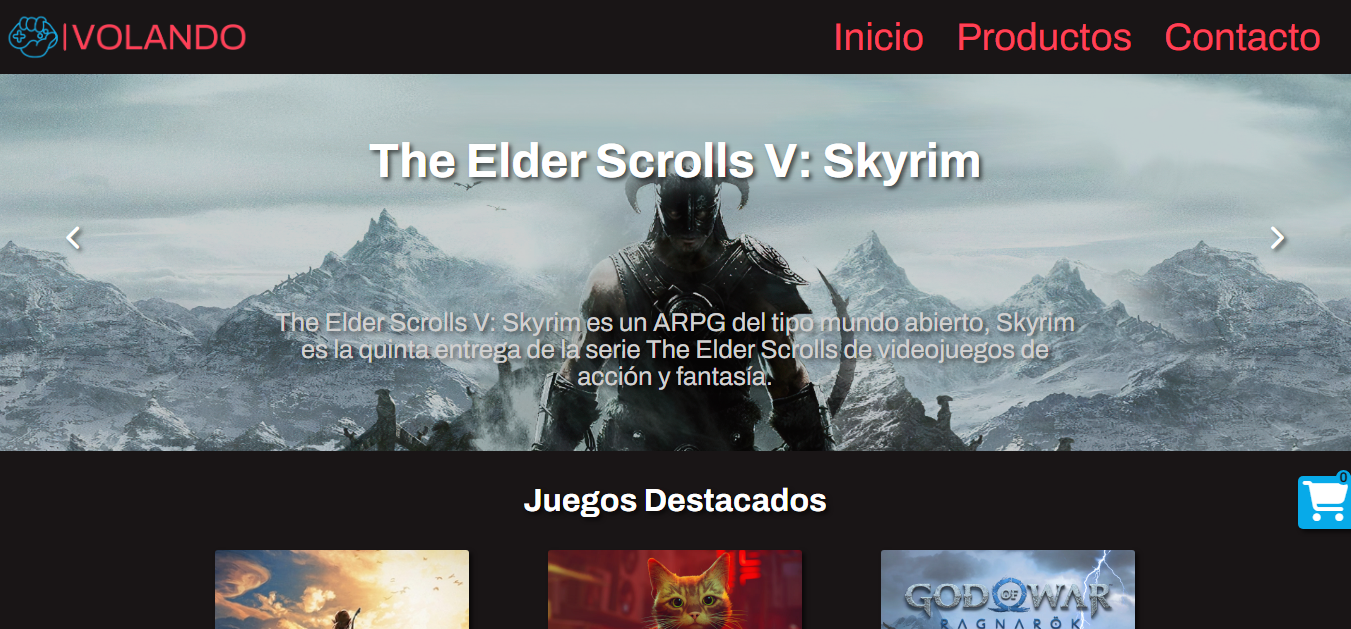 |VOLANDO
Inicio Productos Contacto
The Elder Scrolls V: Skyrim
The Elder Scrolls V: Skyrim es un ARPG del tipo mundo abierto, Skyrim
es la quinta entrega de la serie The Elder Scrolls de videojuegos de
acción y fantasía.
0
Juegos Destacados
GOD OF WAR
RAGNARÖK